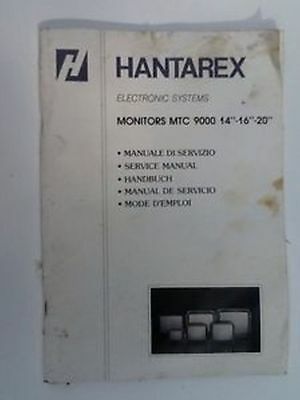 HANTAREX
ELECTRONIC SYSTEMS
MONITORS MTC 9000 14"-16"-20"
• MANUALE DI SERVIZIO
• SERVICE MANUAL
• HANDBUCH
• MANUAL DE SERVICIO
• MODE D'EMPLOI